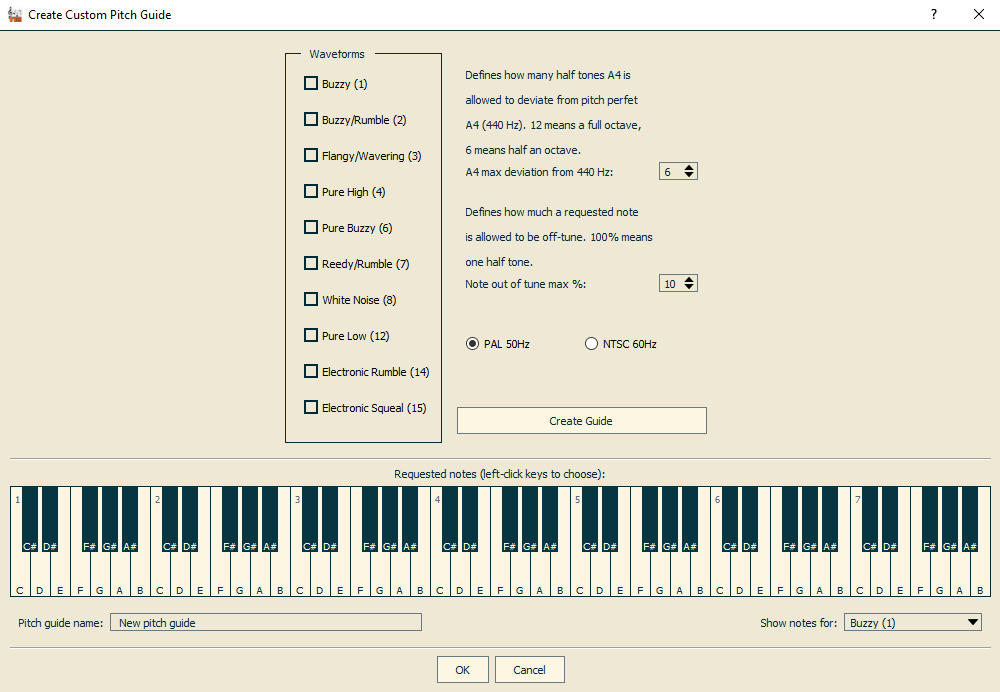 Create Custom Pitch Guide
?
Waveforms
Buzzy (1)
Buzzy/Rumble (2)
Flangy/Wavering (3)
Pure High (4)
Pure Buzzy (6)
Reedy/Rumble (7)
White Noise (8)
Pure Low (12)
Electronic Rumble (14)
Electronic Squeal (15)
Defines how many half tones A4 is
allowed to deviate from pitch perfet
A4 (440 Hz). 12 means a full octave,
6 means half an octave.
A4 max deviation from 440 Hz: 6
Defines how much a requested note
is allowed to be off-tune. 100% means
one half tone.
Note out of tune max %: 10
PAL 50Hz NTSC 60Hz
Create Guide
Requested notes (left-click keys to choose):
1 2 3 4 5 6 7
C# D# F# G# A# C# D# F# G# A# C# D# F# G# A# C# D# F# G# A# C# D# F# G# A# C# D# F# G# A# C# D# F# G# A#
C D E F G A B C D E F G A B C D E F G A B C D E F G A B C D E F G A B C D E F G A B C D E F G A B
Pitch guide name: New pitch guide Show notes for: Buzzy (1)
OK Cancel